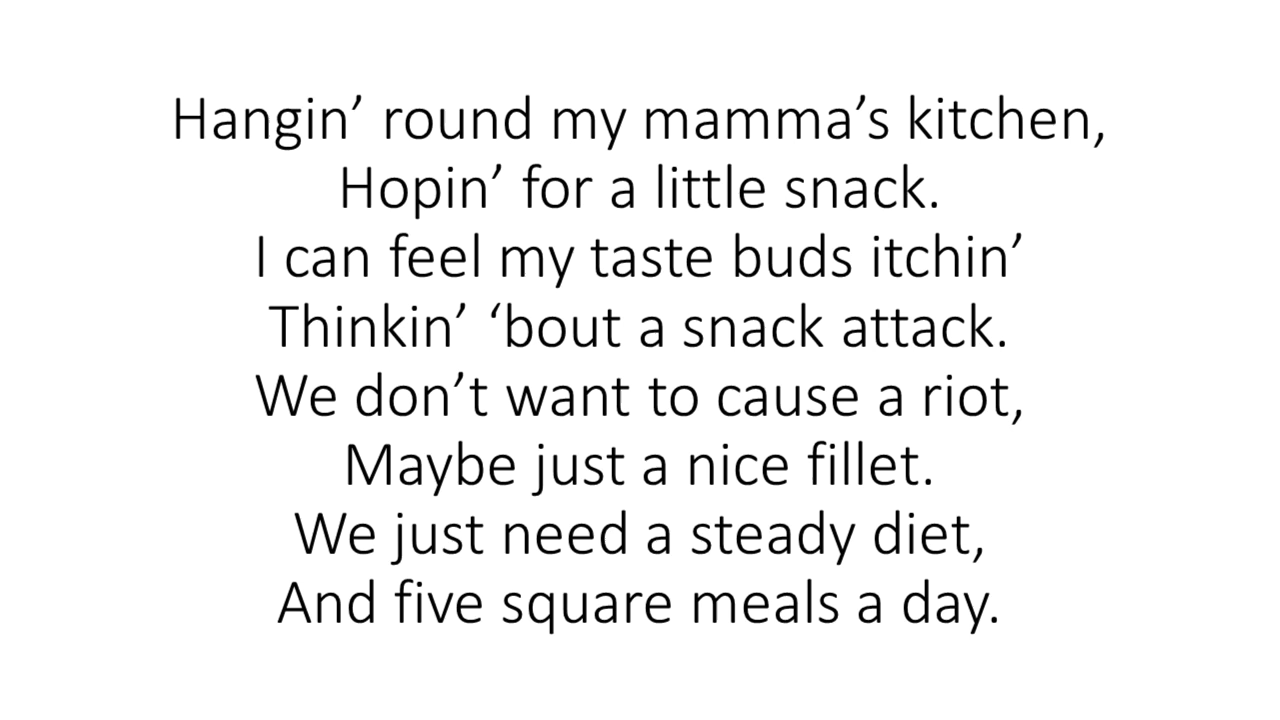 Hangin’ round my mamma’s kitchen,
Hopin’ for a little snack.
I can feel my taste buds itchin’
Thinkin’ ‘bout a snack attack.
We don’t want to cause a riot,
Maybe just a nice fillet.
We just need a steady diet,
And five square meals a day.